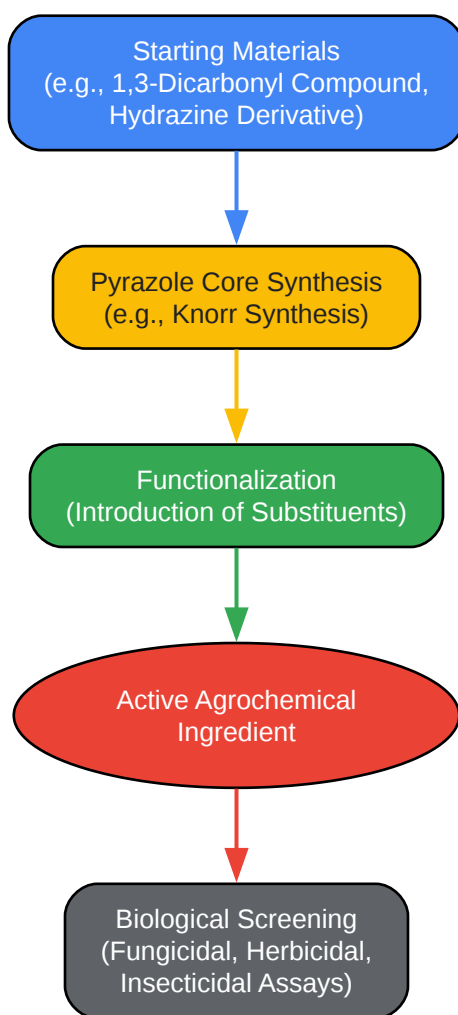 Starting Materials
(e.g., 1,3-Dicarbonyl Compound,
Hydrazine Derivative)
Pyrazole Core Synthesis
(e.g., Knorr Synthesis)
Functionalization
(Introduction of Substituents)
Active Agrochemical
Ingredient
Biological Screening
(Fungicidal, Herbicidal,
Insecticidal Assays)